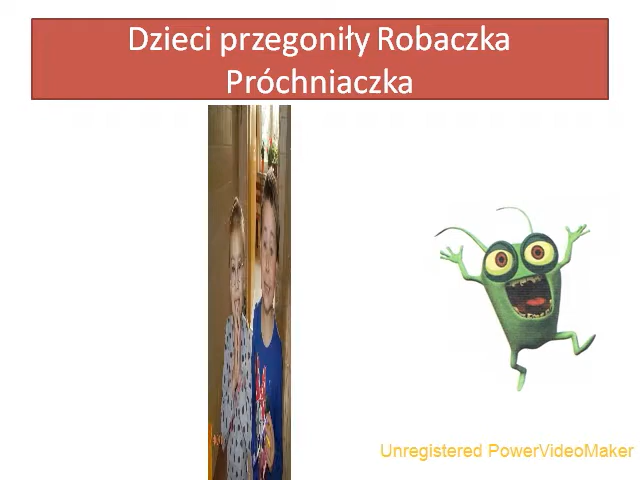 Dzieci przegoniły Robaczka
Próchniaczka
Unregistered PowerVideoMaker